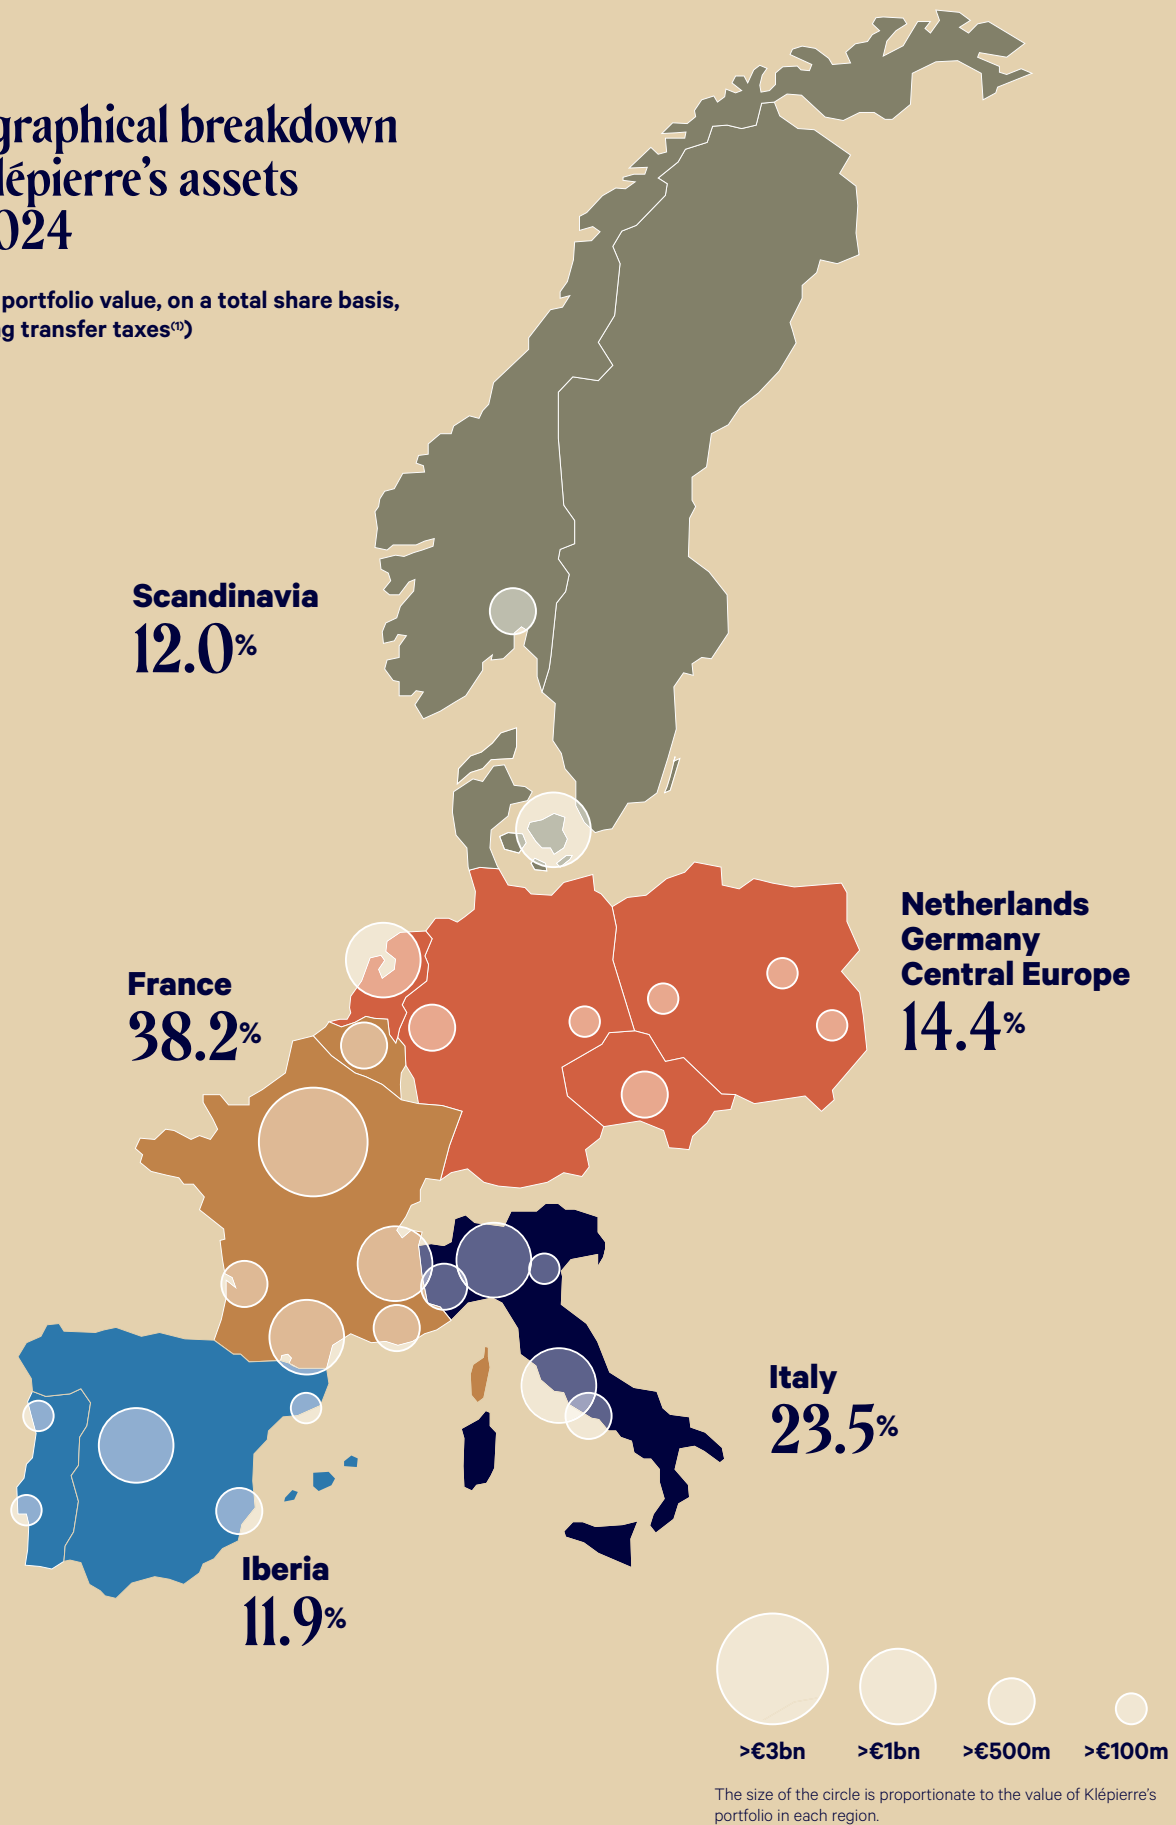 graphical breakdown
lépierre’s assets
024
portfolio value, on a total share basis,
g transfer taxes(1))
Scandinavia
12.0%
Netherlands
Germany
Central Europe
14.4%
France
38.2%
Italy
23.5%
Iberia
11.9%
>€3bn >€1bn >€500m >€100m
The size of the circle is proportionate to the value of Klépierre’s
portfolio in each region.